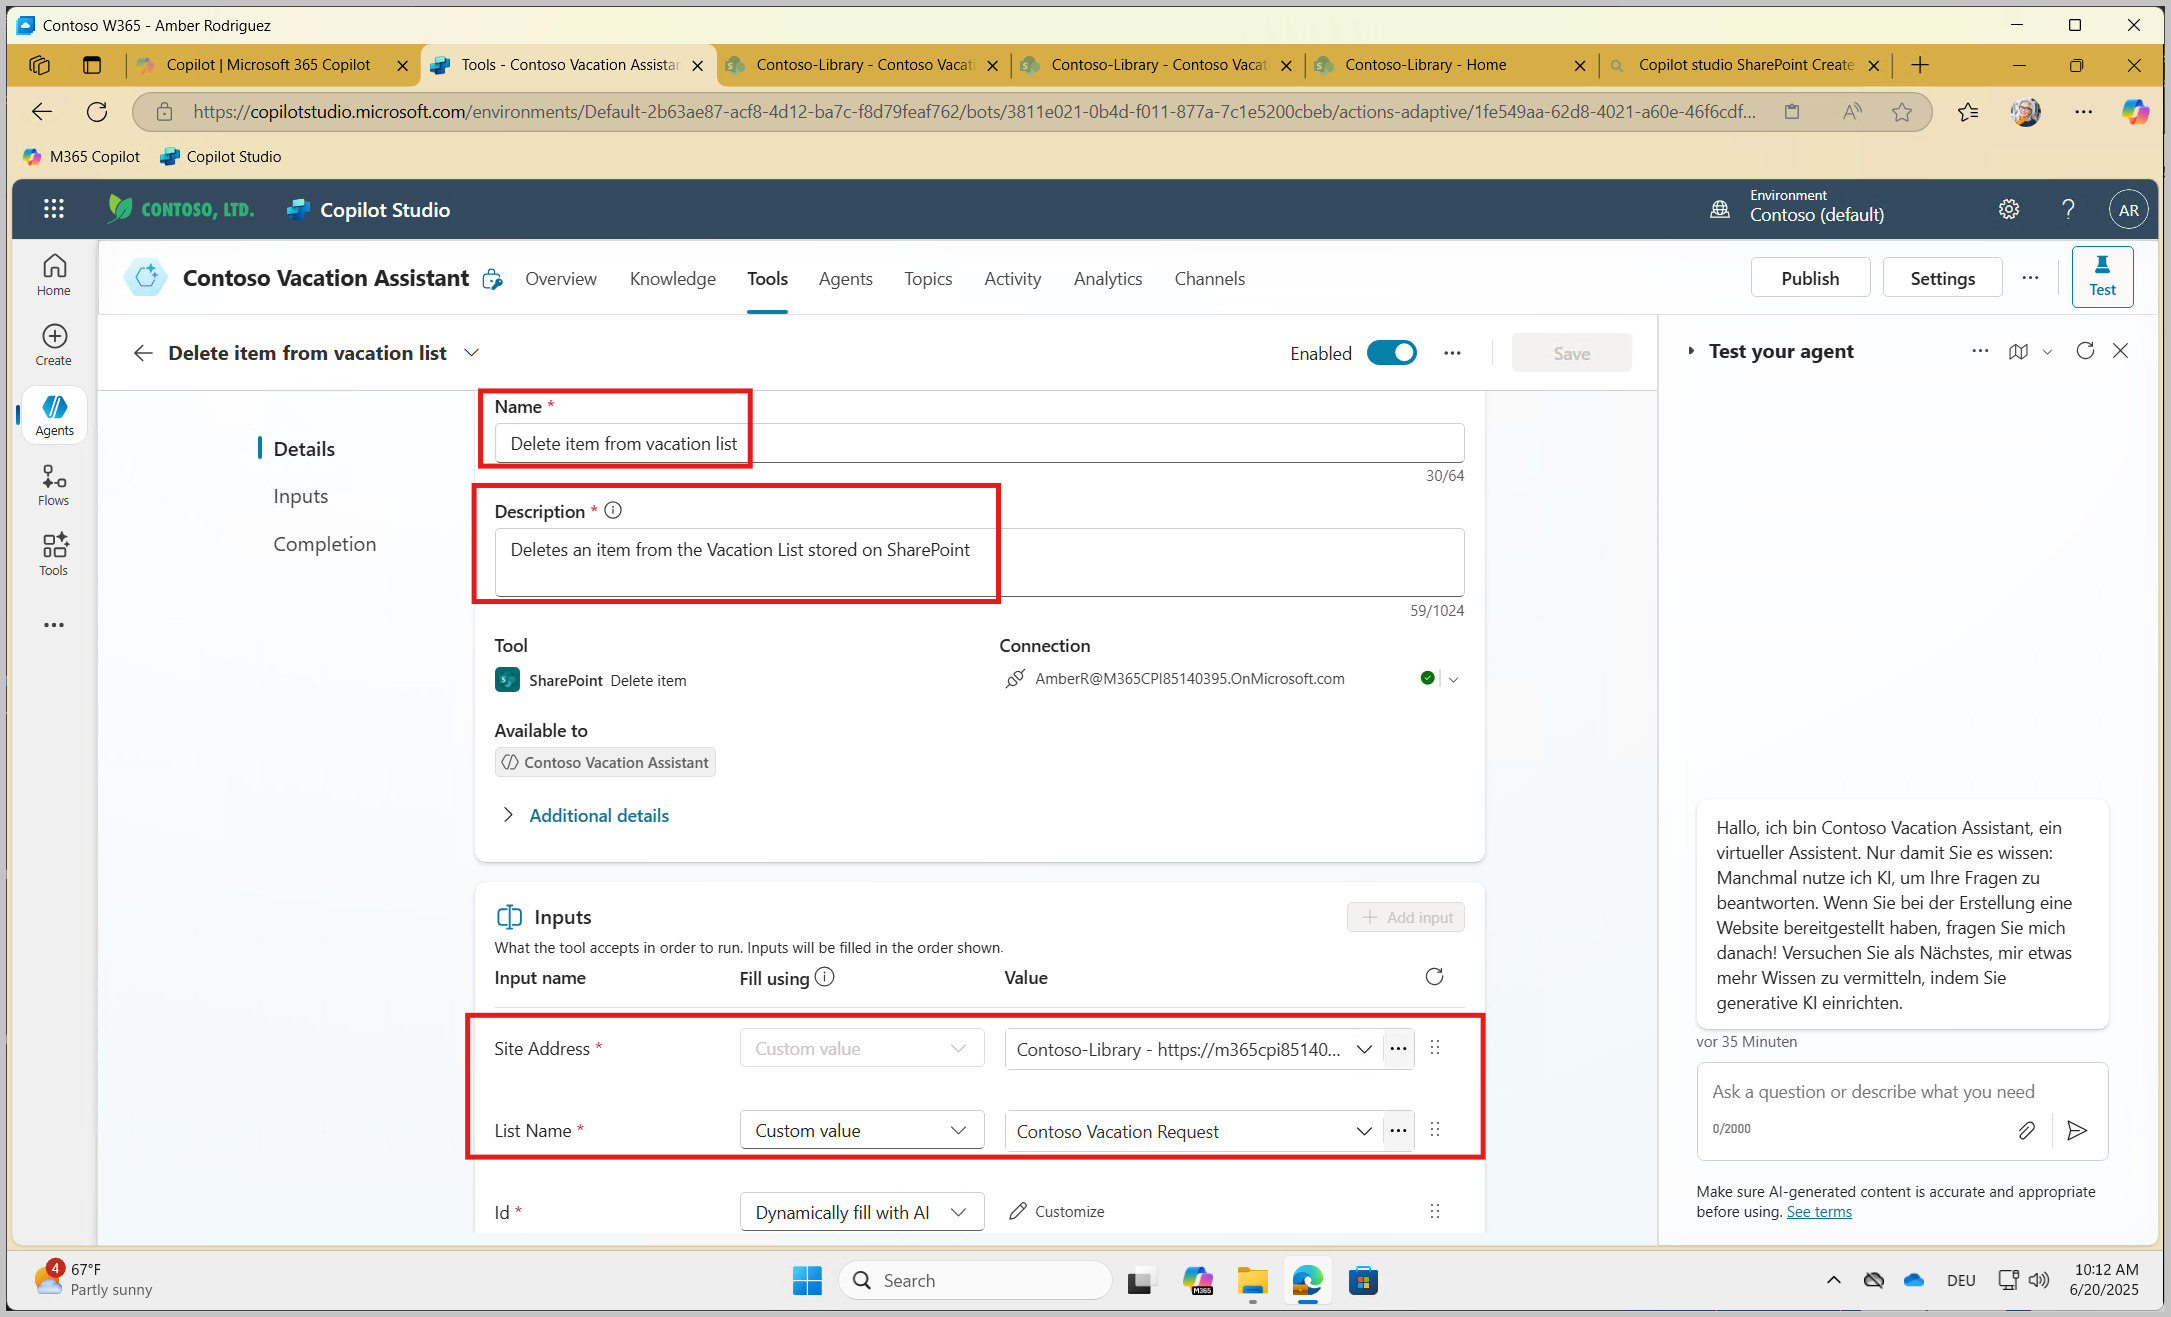 Contoso W365 - Amber Rodriguez
Copilot | Microsoft 365 Copilot
Tools - Contoso Vacation Assistan
Contoso-Library - Contoso Vacati
Contoso-Library - Contoso Vacat
Contoso-Library - Home
Copilot studio SharePoint Create
https://copilotstudio.microsoft.com/environments/Default-2b63ae87-acf8-4d12-ba7c-f8d79feaf762/bots/3811e021-0b4d-f011-877a-7c1e5200cbeb/actions-adaptive/1fe549aa-62d8-4021-a60e-46f6cdf...
M365 Copilot
Copilot Studio
CONTOSO, LTD.
Copilot Studio
Environment
Contoso (default)
AR
Home
Create
Agents
Flows
Tools
Contoso Vacation Assistant
Overview
Knowledge
Tools
Agents
Topics
Activity
Analytics
Channels
Publish
Settings
Test
Delete item from vacation list
Enabled
Save
Details
Inputs
Completion
Name *
Delete item from vacation list
30/64
Description *
Deletes an item from the Vacation List stored on SharePoint
59/1024
Tool
SharePoint Delete item
Connection
AmberR@M365CPI85140395.OnMicrosoft.com
Available to
Contoso Vacation Assistant
Additional details
Inputs
Add input
What the tool accepts in order to run. Inputs will be filled in the order shown.
Input name
Fill using
Value
Site Address *
Custom value
Contoso-Library - https://m365cpi85140...
List Name *
Custom value
Contoso Vacation Request
Id *
Dynamically fill with AI
Customize
Test your agent
Hallo, ich bin Contoso Vacation Assistant, ein
virtueller Assistent. Nur damit Sie es wissen:
Manchmal nutze ich KI, um Ihre Fragen zu
beantworten. Wenn Sie bei der Erstellung eine
Website bereitgestellt haben, fragen Sie mich
danach! Versuchen Sie als Nächstes, mir etwas
mehr Wissen zu vermitteln, indem Sie
generative KI einrichten.
vor 35 Minuten
Ask a question or describe what you need
0/2000
Make sure AI-generated content is accurate and appropriate
before using. See terms
4
67°F
Partly sunny
Search
M365
DEU
10:12 AM
6/20/2025